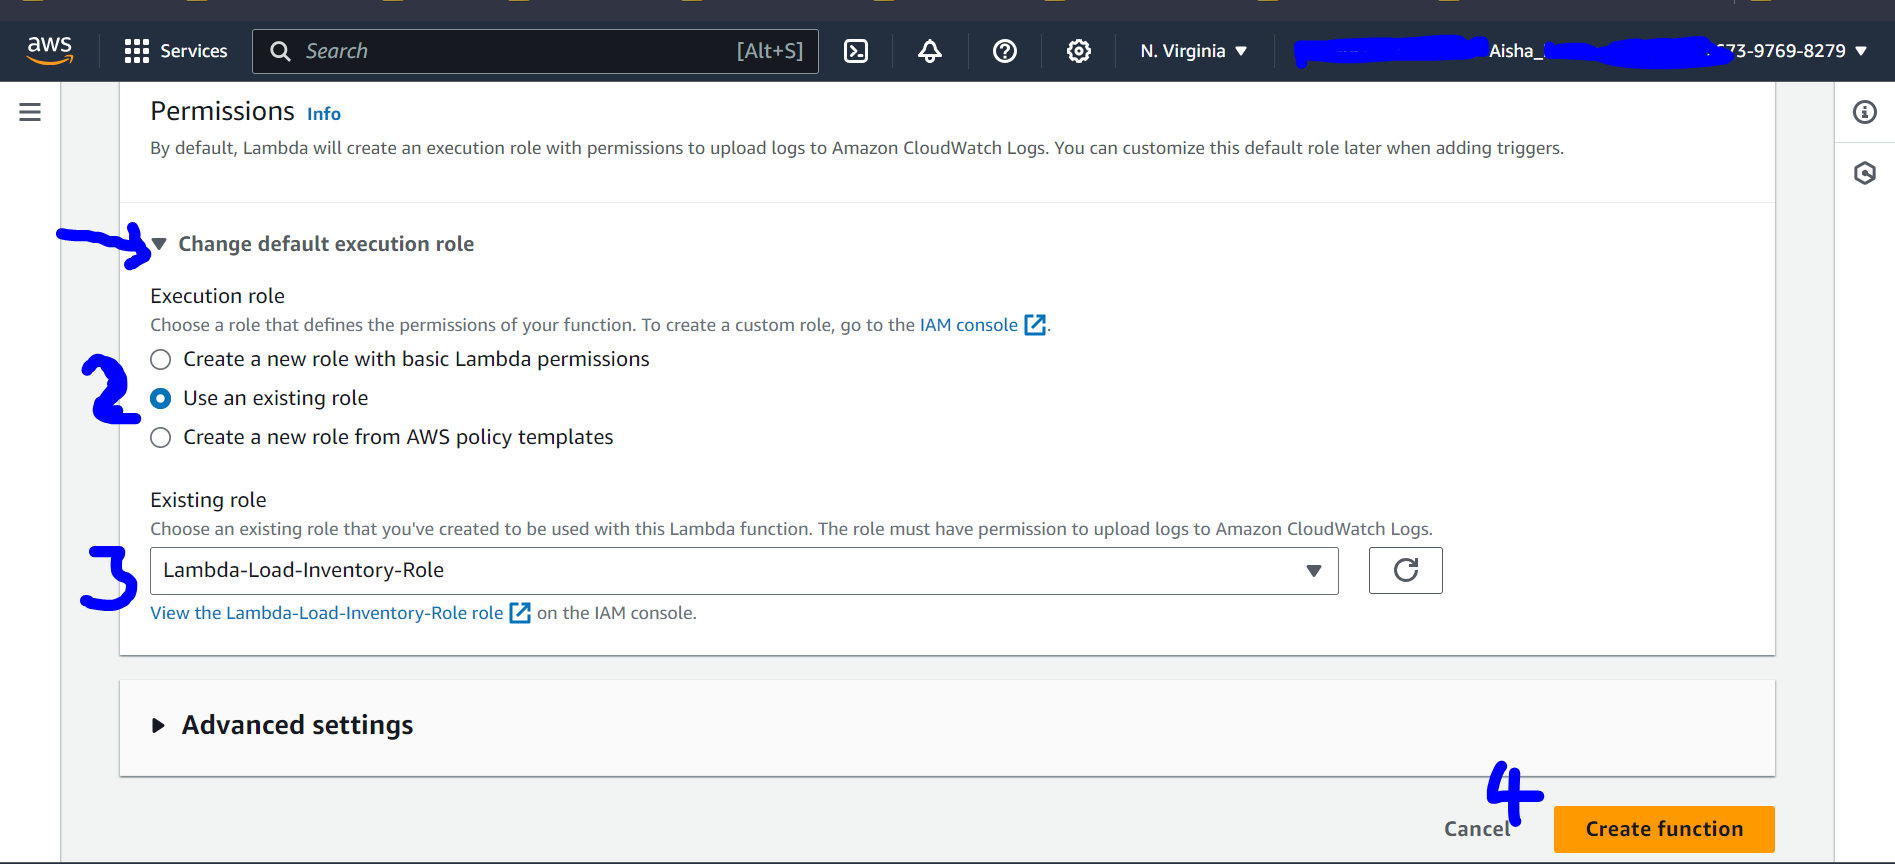 aws Services Search [Alt+S] N. Virginia Aisha_ 73-9769-8279
Permissions Info
By default, Lambda will create an execution role with permissions to upload logs to Amazon CloudWatch Logs. You can customize this default role later when adding triggers.
Change default execution role
Execution role
Choose a role that defines the permissions of your function. To create a custom role, go to the IAM console.
Create a new role with basic Lambda permissions
2
Use an existing role
Create a new role from AWS policy templates
Existing role
Choose an existing role that you've created to be used with this Lambda function. The role must have permission to upload logs to Amazon CloudWatch Logs.
3 Lambda-Load-Inventory-Role
View the Lambda-Load-Inventory-Role role on the IAM console.
Advanced settings
4
Cancel Create function